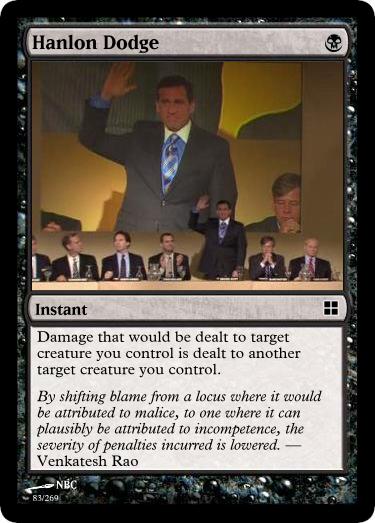 Hanlon Dodge
Instant
Damage that would be dealt to target
creature you control is dealt to another
target creature you control.
By shifting blame from a locus where it would
be attributed to malice, to one where it can
plausibly be attributed to incompetence, the
severity of penalties incurred is lowered. —
Venkatesh Rao
NBC
83/269